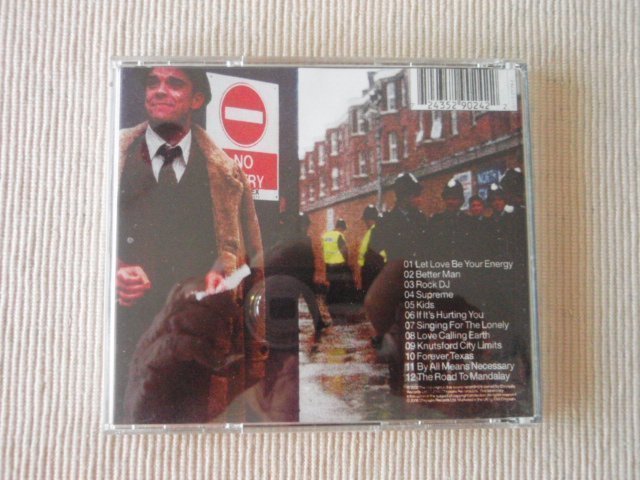 NO
NORTH
24352 90242 2
01 Let Love Be Your Energy
02 Better Man
03 Rock DJ
04 Supreme
05 Kids
06 If It's Hurting You
07 Singing For The Lonely
08 Love Calling Earth
09 Knutsford City Limits
10 Forever Texas
11 By All Means Necessary
12 The Road To Mandalay